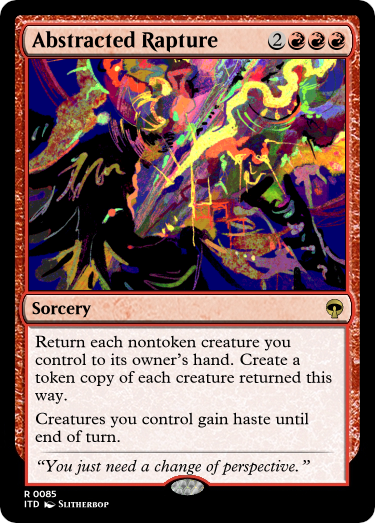 Abstracted Rapture 2
Sorcery
Return each nontoken creature you
control to its owner's hand. Create a
token copy of each creature returned this
way.
Creatures you control gain haste until
end of turn.
“You just need a change of perspective.”
R 0085
ITD Slitherbop